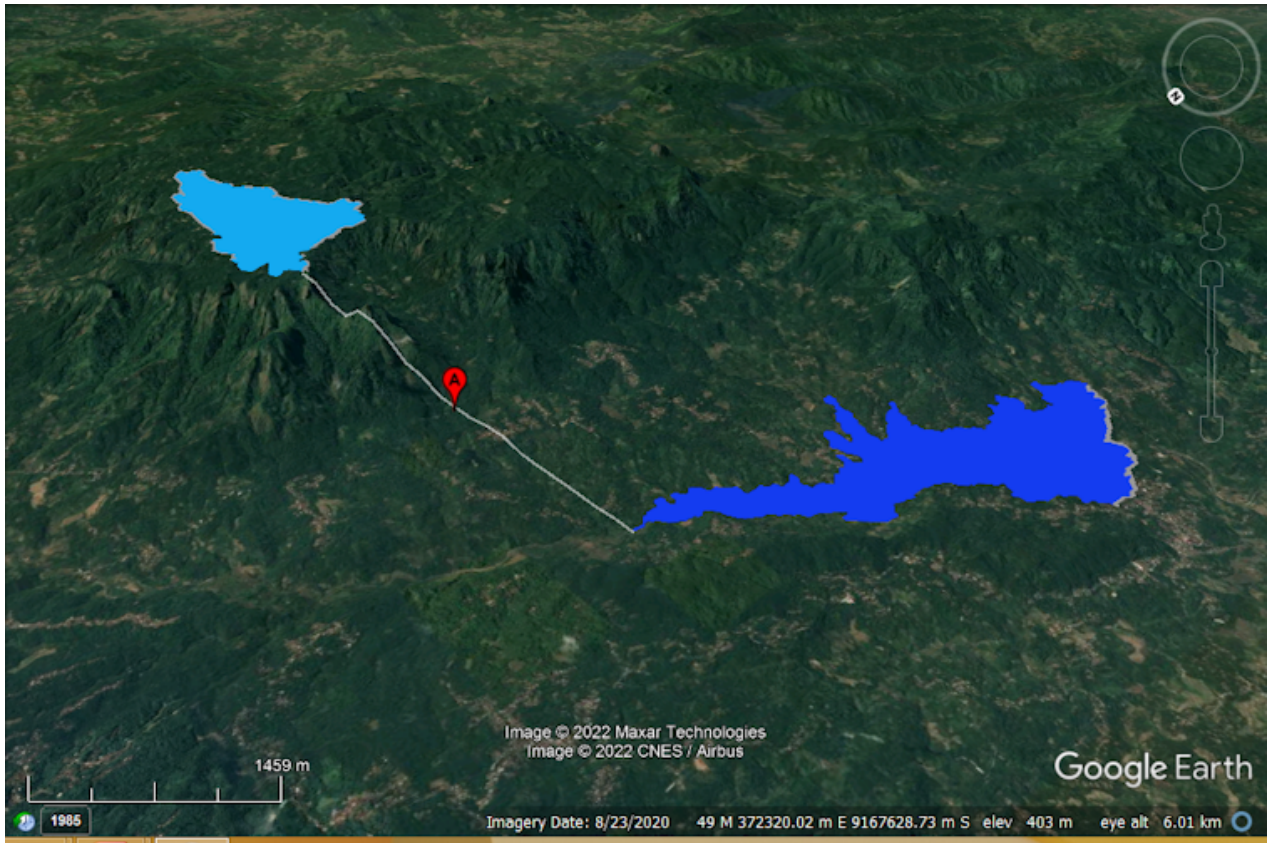 N
A
Image © 2022 Maxar Technologies
Image © 2022 CNES / Airbus
Google Earth
1459 m
1985
Imagery Date: 8/23/2020 49 M 372320.02 m E 9167628.73 m S elev 403 m eye alt 6.01 km